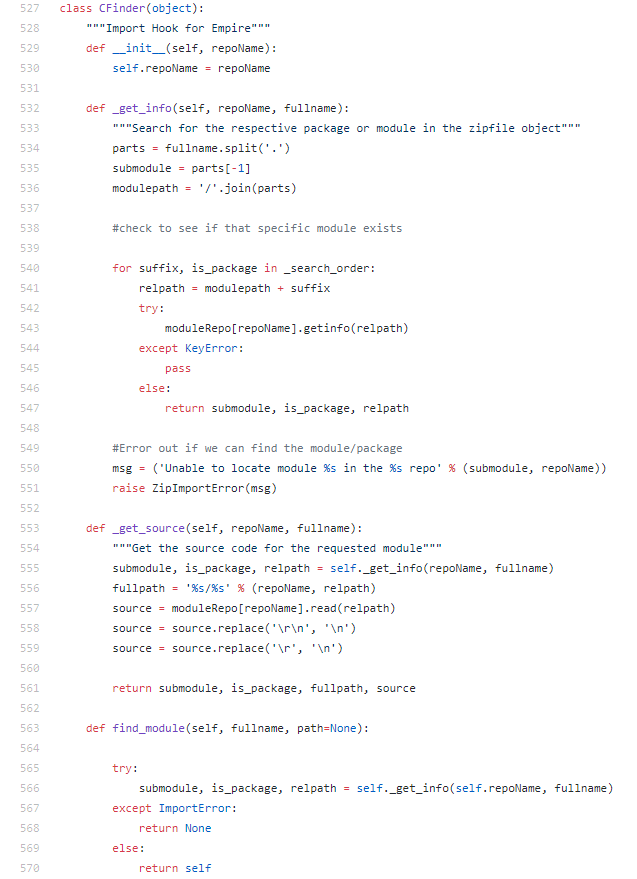 527 class CFinder(object):
528     """Import Hook for Empire"""
529     def __init__(self, repoName):
530         self.repoName = repoName
531
532     def _get_info(self, repoName, fullname):
533         """Search for the respective package or module in the zipfile object"""
534         parts = fullname.split('.')
535         submodule = parts[-1]
536         modulepath = '/'.join(parts)
537
538         #check to see if that specific module exists
539
540         for suffix, is_package in _search_order:
541             relpath = modulepath + suffix
542             try:
543                 moduleRepo[repoName].getinfo(relpath)
544             except KeyError:
545                 pass
546             else:
547                 return submodule, is_package, relpath
548
549         #Error out if we can find the module/package
550         msg = ('Unable to locate module %s in the %s repo' % (submodule, repoName))
551         raise ZipImportError(msg)
552
553     def _get_source(self, repoName, fullname):
554         """Get the source code for the requested module"""
555         submodule, is_package, relpath = self._get_info(repoName, fullname)
556         fullpath = '%s/%s' % (repoName, relpath)
557         source = moduleRepo[repoName].read(relpath)
558         source = source.replace('\r\n', '\n')
559         source = source.replace('\r', '\n')
560
561         return submodule, is_package, fullpath, source
562
563     def find_module(self, fullname, path=None):
564
565         try:
566             submodule, is_package, relpath = self._get_info(self.repoName, fullname)
567         except ImportError:
568             return None
569         else:
570             return self